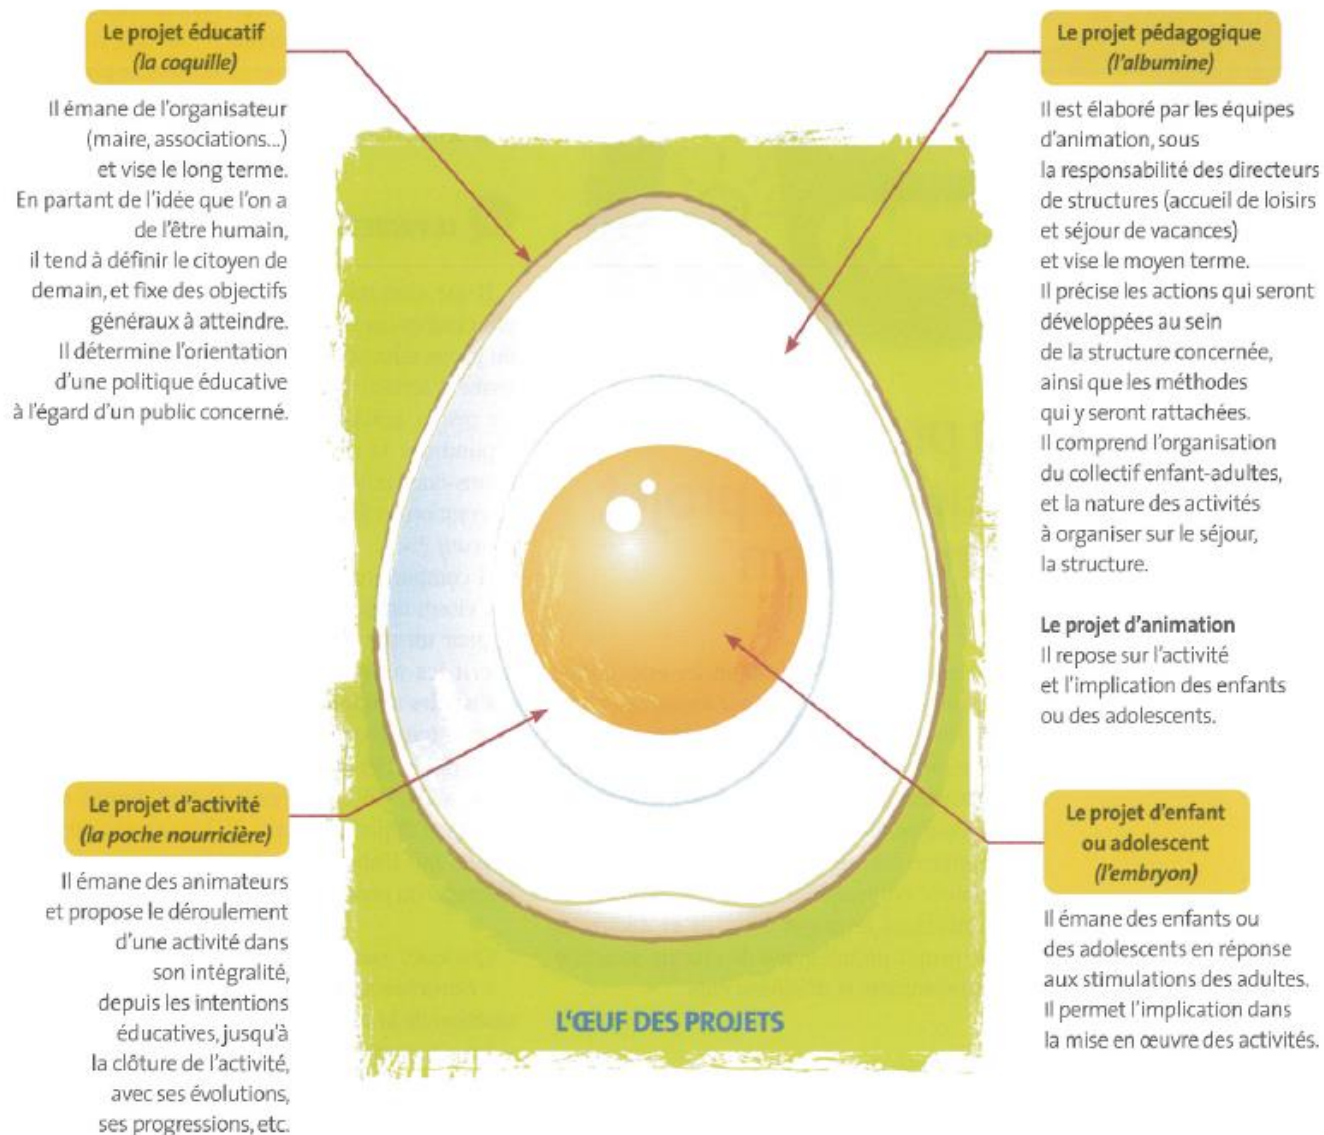 Le projet éducatif
(la coquille)
Il émane de l'organisateur
(maire, associations...)
et vise le long terme.
En partant de l'idée que l'on a
de l'être humain,
il tend à définir le citoyen de
demain, et fixe des objectifs
généraux à atteindre.
Il détermine l'orientation
d'une politique éducative
à l'égard d'un public concerné.
Le projet pédagogique
(l'albumine)
Il est élaboré par les équipes
d'animation, sous
la responsabilité des directeurs
de structures (accueil de loisirs
et séjour de vacances)
et vise le moyen terme.
Il précise les actions qui seront
développées au sein
de la structure concernée,
ainsi que les méthodes
qui y seront rattachées.
Il comprend l'organisation
du collectif enfant-adultes,
et la nature des activités
à organiser sur le séjour,
la structure.
Le projet d'animation
Il repose sur l'activité
et l'implication des enfants
ou des adolescents.
Le projet d'activité
(la poche nourricière)
Il émane des animateurs
et propose le déroulement
d'une activité dans
son intégralité,
depuis les intentions
éducatives, jusqu'à
la clôture de l'activité,
avec ses évolutions,
ses progressions, etc.
Le projet d'enfant
ou adolescent
(l'embryon)
Il émane des enfants ou
des adolescents en réponse
aux stimulations des adultes.
Il permet l'implication dans
la mise en œuvre des activités.
L'ŒUF DES PROJETS